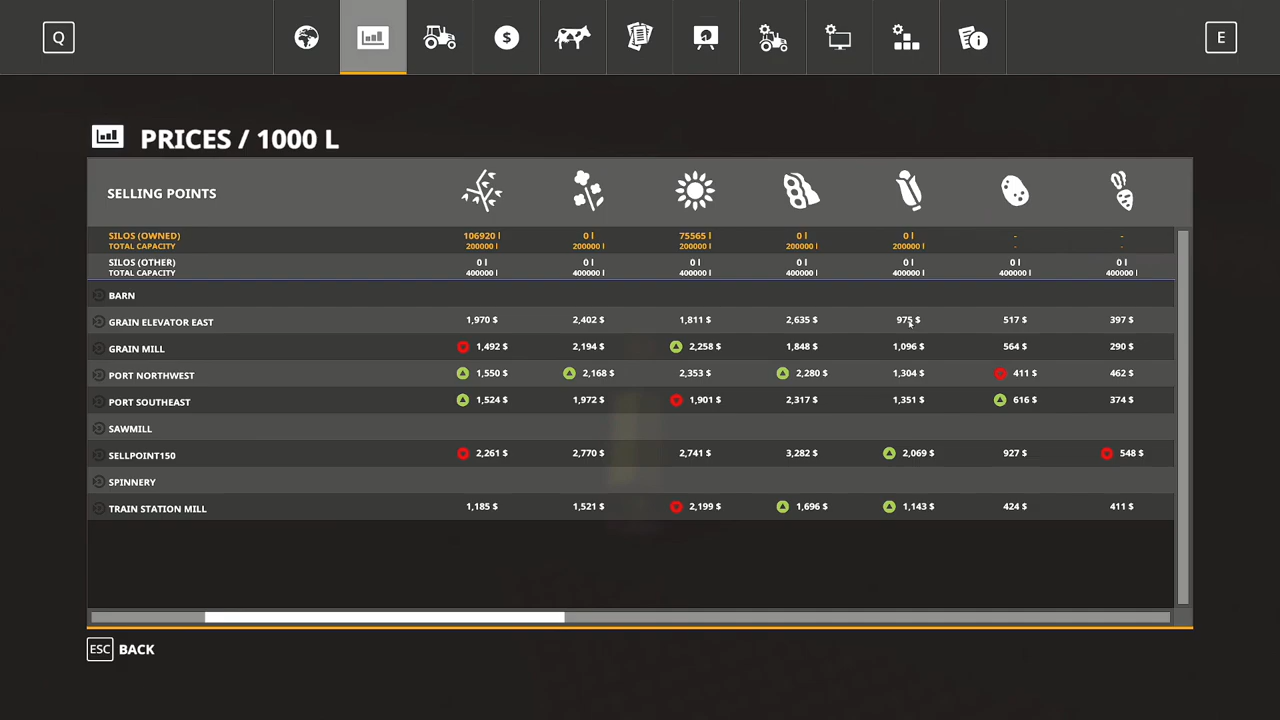 Q
$
E
PRICES / 1000 L
SELLING POINTS
SILOS (OWNED) 106920 l 0 l 75565 l 0 l 0 l - -
TOTAL CAPACITY 200000 l 200000 l 200000 l 200000 l 200000 l - -
SILOS (OTHER) 0 l 0 l 0 l 0 l 0 l 0 l 0 l
TOTAL CAPACITY 400000 l 400000 l 400000 l 400000 l 400000 l 400000 l 400000 l
BARN
GRAIN ELEVATOR EAST 1,970 $ 2,402 $ 1,811 $ 2,635 $ 975 $ 517 $ 397 $
GRAIN MILL 1,492 $ 2,194 $ 2,258 $ 1,848 $ 1,096 $ 564 $ 290 $
PORT NORTHWEST 1,550 $ 2,168 $ 2,353 $ 2,280 $ 1,304 $ 411 $ 462 $
PORT SOUTHEAST 1,524 $ 1,972 $ 1,901 $ 2,317 $ 1,351 $ 616 $ 374 $
SAWMILL
SELLPOINT150 2,261 $ 2,770 $ 2,741 $ 3,282 $ 2,069 $ 927 $ 548 $
SPINNERY
TRAIN STATION MILL 1,185 $ 1,521 $ 2,199 $ 1,696 $ 1,143 $ 424 $ 411 $
ESC BACK